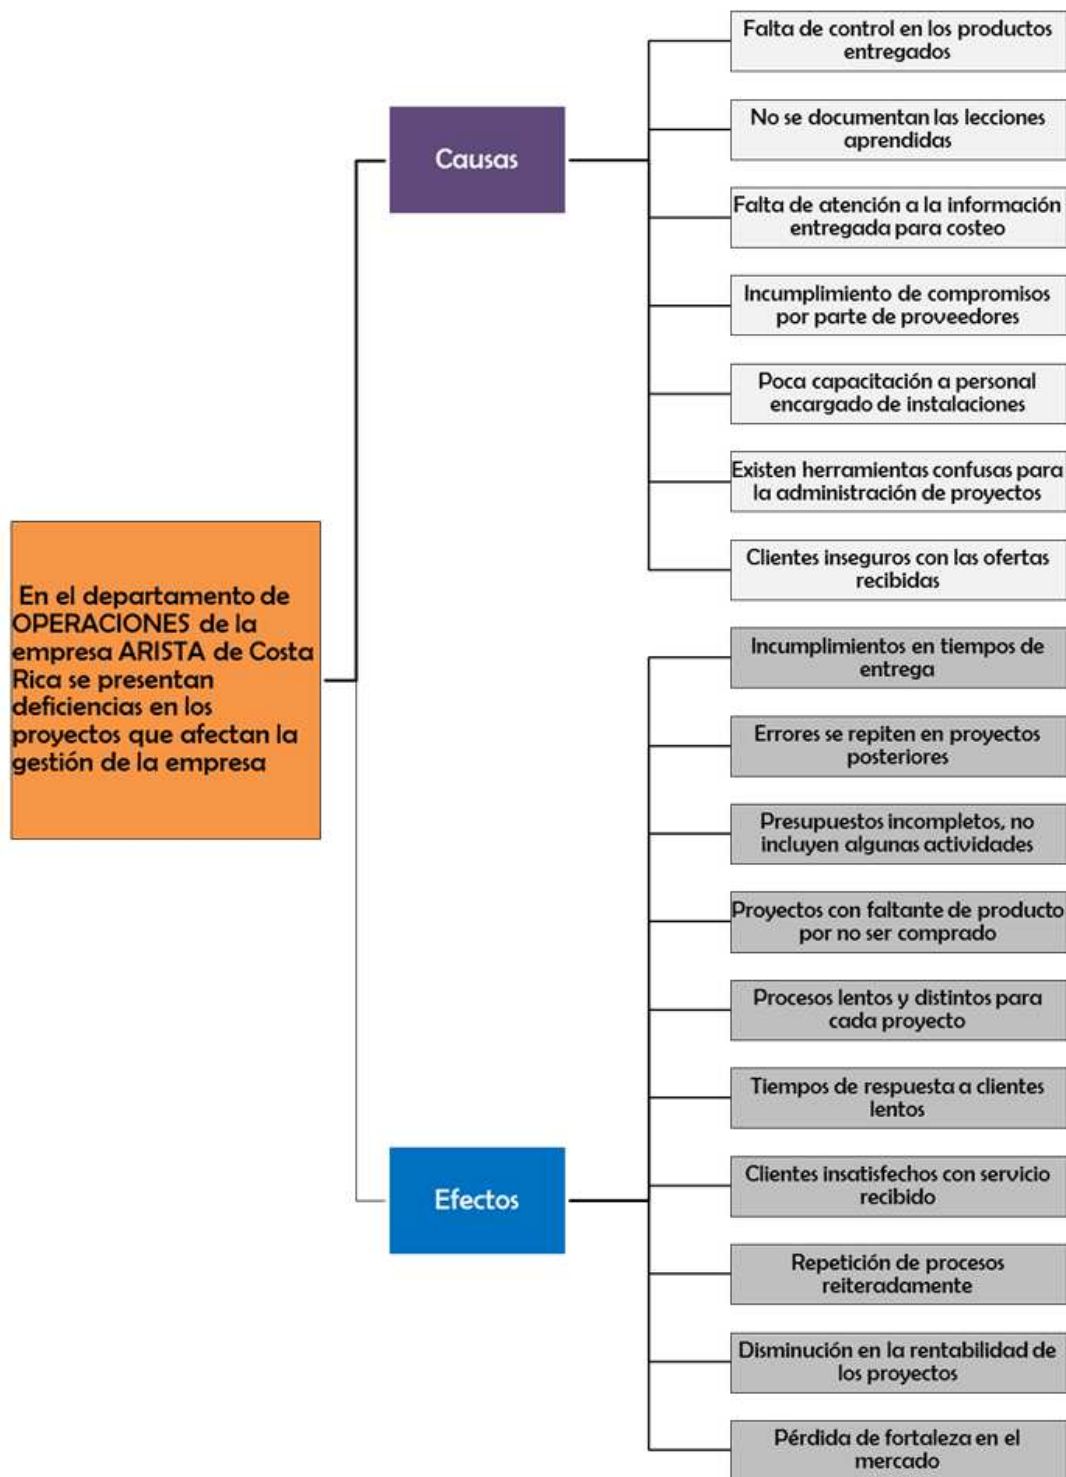 Falta de control en los productos
entregados
No se documentan las lecciones
aprendidas
Causas
Falta de atención a la información
entregada para costeo
Incumplimiento de compromisos
por parte de proveedores
Poca capacitación a personal
encargado de instalaciones
Existen herramientas confusas para
la administración de proyectos
Clientes inseguros con las ofertas
recibidas
En el departamento de
OPERACIONES de la
empresa ARISTA de Costa
Rica se presentan
deficiencias en los
proyectos que afectan la
gestión de la empresa
Incumplimientos en tiempos de
entrega
Errores se repiten en proyectos
posteriores
Presupuestos incompletos, no
incluyen algunas actividades
Proyectos con faltante de producto
por no ser comprado
Procesos lentos y distintos para
cada proyecto
Tiempos de respuesta a clientes
lentos
Efectos
Clientes insatisfechos con servicio
recibido
Repetición de procesos
reiteradamente
Disminución en la rentabilidad de
los proyectos
Pérdida de fortaleza en el
mercado